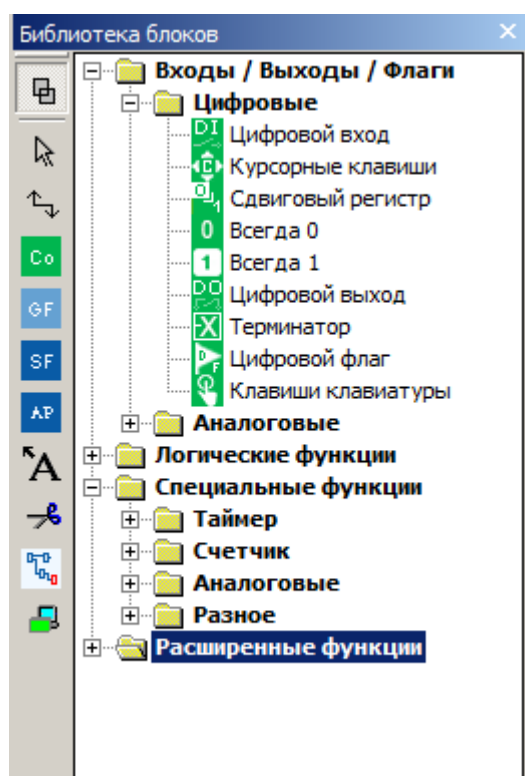 Библиотека блоков
Входы / Выходы / Флаги
Цифровые
DI Цифровой вход
C Курсорные клавиши
0 1 Сдвиговый регистр
0 Всегда 0
Co
1 Всегда 1
DO Цифровой выход
GF
X Терминатор
SF
D F Цифровой флаг
Клавиши клавиатуры
AP
Аналоговые
A
Логические функции
Специальные функции
Таймер
Счетчик
Аналоговые
Разное
Расширенные функции